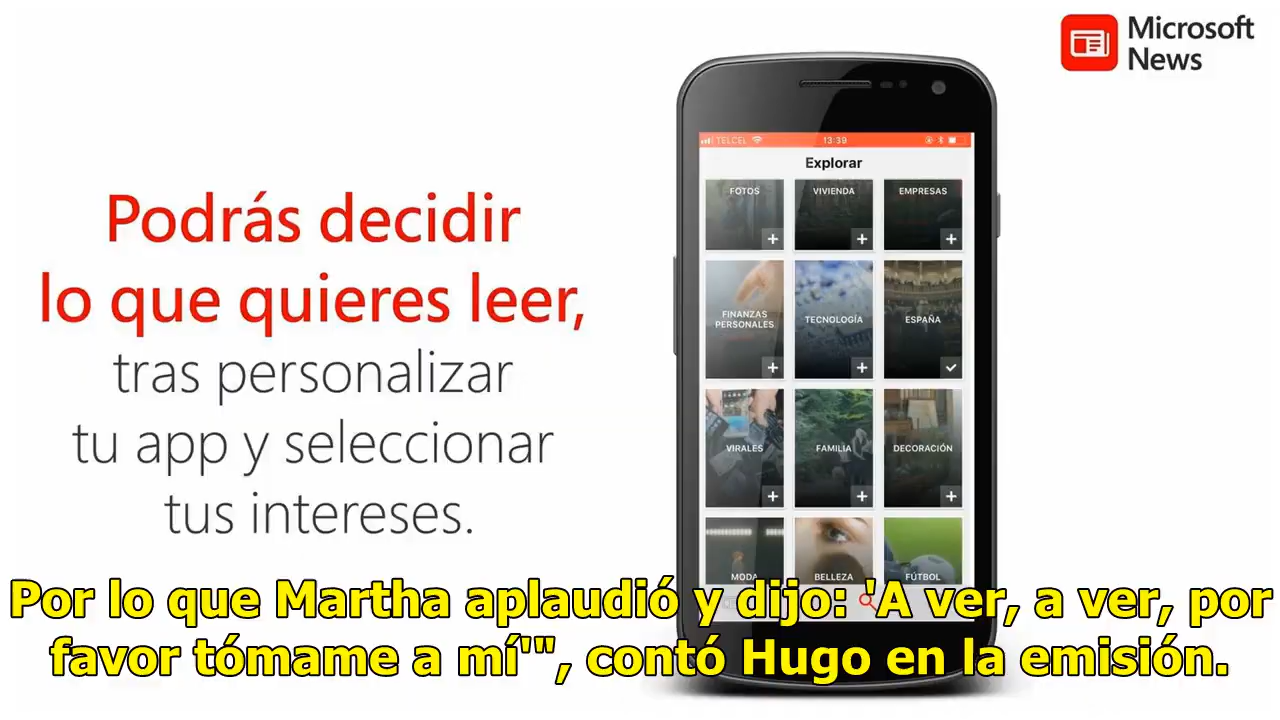 Microsoft
News
TELCEL
13:39
Explorar
FOTOS
VIVIENDA
EMPRESAS
FINANZAS
PERSONALES
TECNOLOGÍA
ESPAÑA
VIRALES
FAMILIA
DECORACIÓN
MODA
BELLEZA
FÚTBOL
Podrás decidir
lo que quieres leer,
tras personalizar
tu app y seleccionar
tus intereses.
Por lo que Martha aplaudió y dijo: 'A ver, a ver, por
favor tómame a mí'", contó Hugo en la emisión.